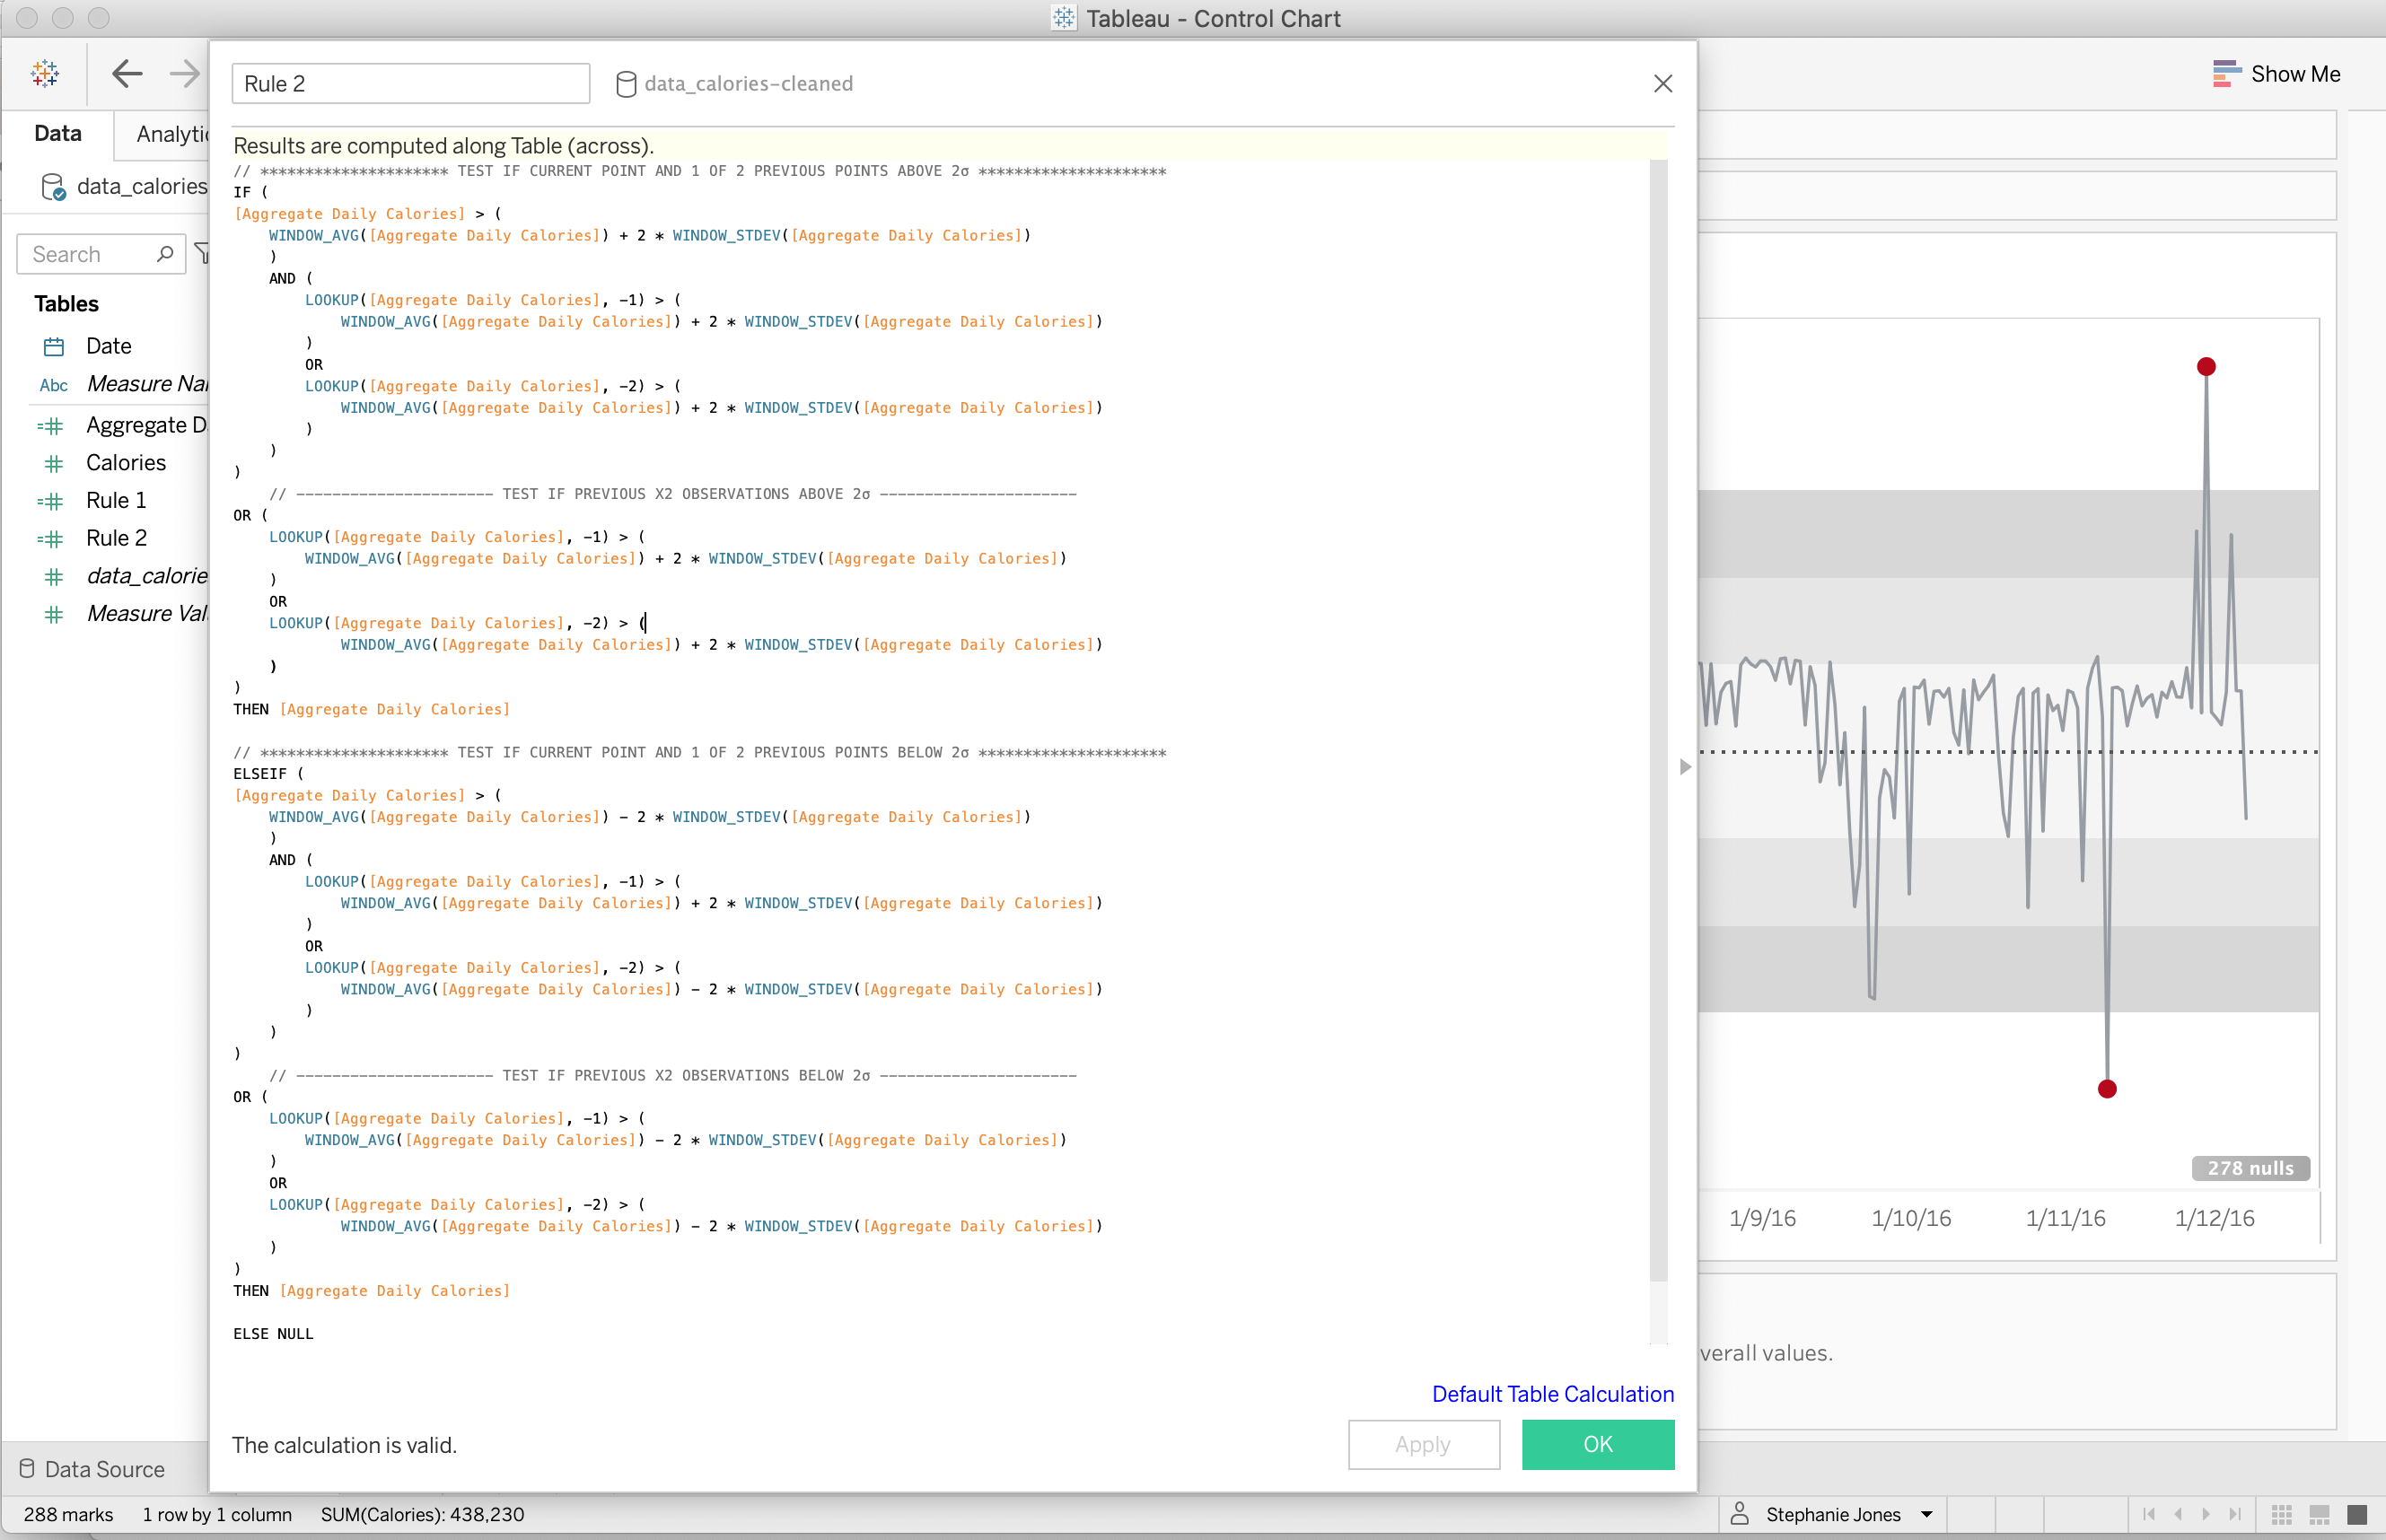 Tableau - Control Chart
Show Me
Data
Analytic
data_calories
Search
Tables
Date
Abc Measure Nar
Aggregate D
Calories
Rule 1
Rule 2
data_calorie
Measure Val
Rule 2
data_calories-cleaned
Results are computed along Table (across).
// ********************* TEST IF CURRENT POINT AND 1 OF 2 PREVIOUS POINTS ABOVE 2σ *********************
IF (
[Aggregate Daily Calories] > (
WINDOW_AVG([Aggregate Daily Calories]) + 2 * WINDOW_STDEV([Aggregate Daily Calories])
)
AND (
LOOKUP([Aggregate Daily Calories], -1) > (
WINDOW_AVG([Aggregate Daily Calories]) + 2 * WINDOW_STDEV([Aggregate Daily Calories])
)
OR
LOOKUP([Aggregate Daily Calories], -2) > (
WINDOW_AVG([Aggregate Daily Calories]) + 2 * WINDOW_STDEV([Aggregate Daily Calories])
)
)
)
// ---------------------- TEST IF PREVIOUS X2 OBSERVATIONS ABOVE 2σ ----------------------
OR (
LOOKUP([Aggregate Daily Calories], -1) > (
WINDOW_AVG([Aggregate Daily Calories]) + 2 * WINDOW_STDEV([Aggregate Daily Calories])
)
OR
LOOKUP([Aggregate Daily Calories], -2) > (
WINDOW_AVG([Aggregate Daily Calories]) + 2 * WINDOW_STDEV([Aggregate Daily Calories])
)
)
THEN [Aggregate Daily Calories]
// ********************* TEST IF CURRENT POINT AND 1 OF 2 PREVIOUS POINTS BELOW 2σ *********************
ELSEIF (
[Aggregate Daily Calories] > (
WINDOW_AVG([Aggregate Daily Calories]) - 2 * WINDOW_STDEV([Aggregate Daily Calories])
)
AND (
LOOKUP([Aggregate Daily Calories], -1) > (
WINDOW_AVG([Aggregate Daily Calories]) + 2 * WINDOW_STDEV([Aggregate Daily Calories])
)
OR
LOOKUP([Aggregate Daily Calories], -2) > (
WINDOW_AVG([Aggregate Daily Calories]) - 2 * WINDOW_STDEV([Aggregate Daily Calories])
)
)
)
// ---------------------- TEST IF PREVIOUS X2 OBSERVATIONS BELOW 2σ ----------------------
OR (
LOOKUP([Aggregate Daily Calories], -1) > (
WINDOW_AVG([Aggregate Daily Calories]) - 2 * WINDOW_STDEV([Aggregate Daily Calories])
)
OR
LOOKUP([Aggregate Daily Calories], -2) > (
WINDOW_AVG([Aggregate Daily Calories]) - 2 * WINDOW_STDEV([Aggregate Daily Calories])
)
)
THEN [Aggregate Daily Calories]
ELSE NULL
Default Table Calculation
The calculation is valid.
Apply
OK
278 nulls
1/9/16 1/10/16 1/11/16 1/12/16
verall values.
Data Source
288 marks 1 row by 1 column SUM(Calories): 438,230
Stephanie Jones